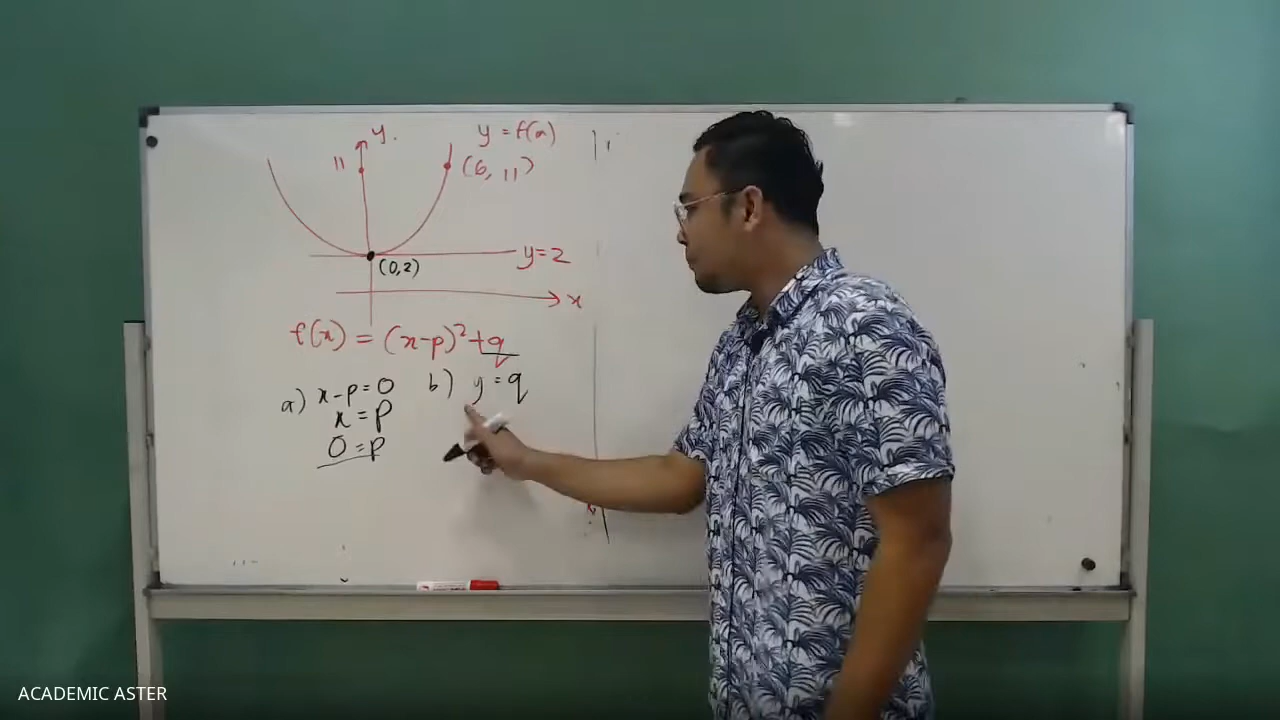 y.
y = f(x)
11
(6, 11)
y=2
(0,2)
x
f(x) = (x-p)²+q
a) x-p=0
x = p
0 = p
b) y = q
ACADEMIC ASTER